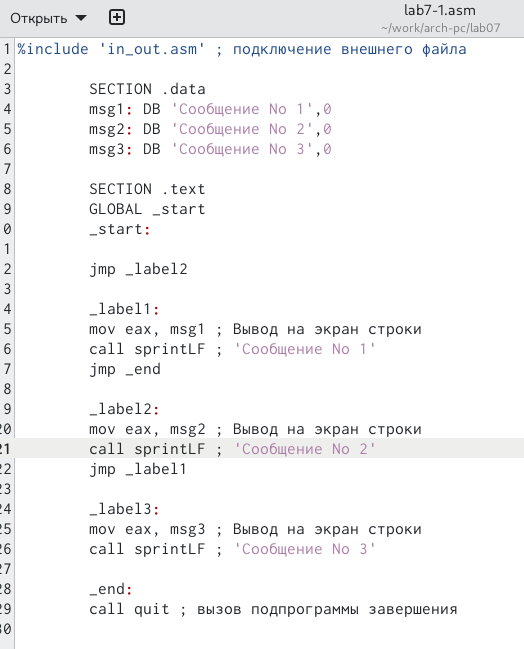 Открыть
lab7-1.asm
~/work/arch-pc/lab07
1 %include 'in_out.asm' ; подключение внешнего файла
2
3 SECTION .data
4 msg1: DB 'Сообщение No 1',0
5 msg2: DB 'Сообщение No 2',0
6 msg3: DB 'Сообщение No 3',0
7
8 SECTION .text
9 GLOBAL _start
0 _start:
1
2 jmp _label2
3
4 _label1:
5 mov eax, msg1 ; Вывод на экран строки
6 call sprintLF ; 'Сообщение No 1'
7 jmp _end
8
9 _label2:
20 mov eax, msg2 ; Вывод на экран строки
21 call sprintLF ; 'Сообщение No 2'
22 jmp _label1
23
24 _label3:
25 mov eax, msg3 ; Вывод на экран строки
26 call sprintLF ; 'Сообщение No 3'
27
28 _end:
29 call quit ; вызов подпрограммы завершения
30